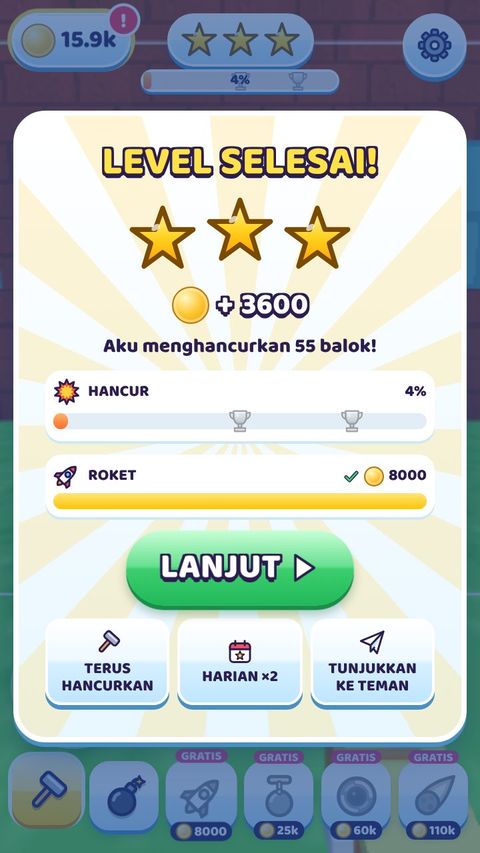 15.9k
!
4%
LEVEL SELESAI!
+ 3600
Aku menghancurkan 55 balok!
HANCUR 4%
ROKET 8000
LANJUT
TERUS
HANCURKAN
HARIAN ×2
TUNJUKKAN
KE TEMAN
GRATIS GRATIS GRATIS GRATIS
8000 25k 60k 110k